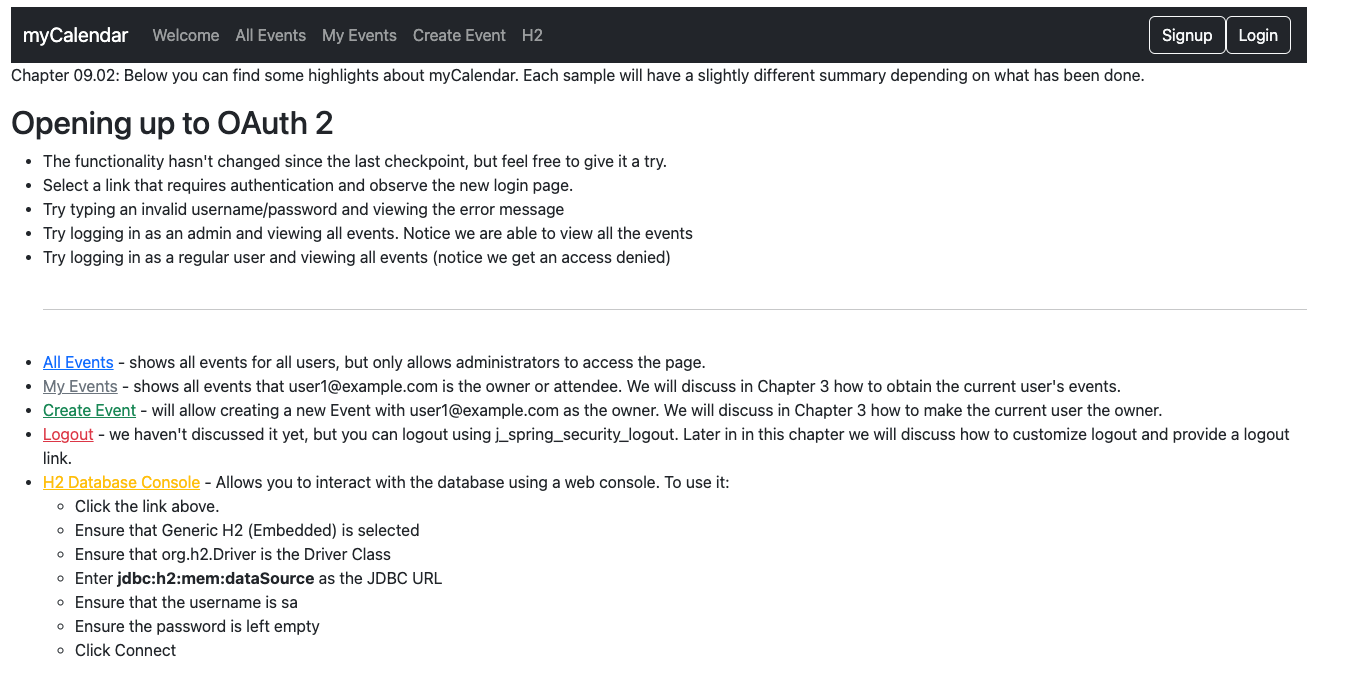 myCalendar Welcome All Events My Events Create Event H2 Signup Login
Chapter 09.02: Below you can find some highlights about myCalendar. Each sample will have a slightly different summary depending on what has been done.
Opening up to OAuth 2
• The functionality hasn't changed since the last checkpoint, but feel free to give it a try.
• Select a link that requires authentication and observe the new login page.
• Try typing an invalid username/password and viewing the error message
• Try logging in as an admin and viewing all events. Notice we are able to view all the events
• Try logging in as a regular user and viewing all events (notice we get an access denied)
• All Events - shows all events for all users, but only allows administrators to access the page.
• My Events - shows all events that user1@example.com is the owner or attendee. We will discuss in Chapter 3 how to obtain the current user's events.
• Create Event - will allow creating a new Event with user1@example.com as the owner. We will discuss in Chapter 3 how to make the current user the owner.
• Logout - we haven't discussed it yet, but you can logout using j_spring_security_logout. Later in in this chapter we will discuss how to customize logout and provide a logout
link.
• H2 Database Console - Allows you to interact with the database using a web console. To use it:
◦ Click the link above.
◦ Ensure that Generic H2 (Embedded) is selected
◦ Ensure that org.h2.Driver is the Driver Class
◦ Enter jdbc:h2:mem:dataSource as the JDBC URL
◦ Ensure that the username is sa
◦ Ensure the password is left empty
◦ Click Connect